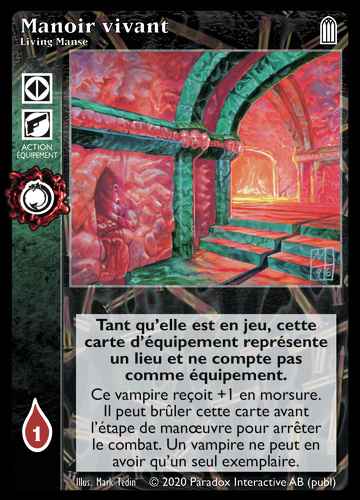 Manoir vivant
Living Manse
ACTION
ÉQUIPEMENT
Tant qu'elle est en jeu, cette
carte d'équipement représente
un lieu et ne compte pas
comme équipement.
Ce vampire reçoit +1 en morsure.
Il peut brûler cette carte avant
l'étape de manœuvre pour arrêter
le combat. Un vampire ne peut en
avoir qu'un seul exemplaire.
1
Illus. Mark Tedin © 2020 Paradox Interactive AB (publ)